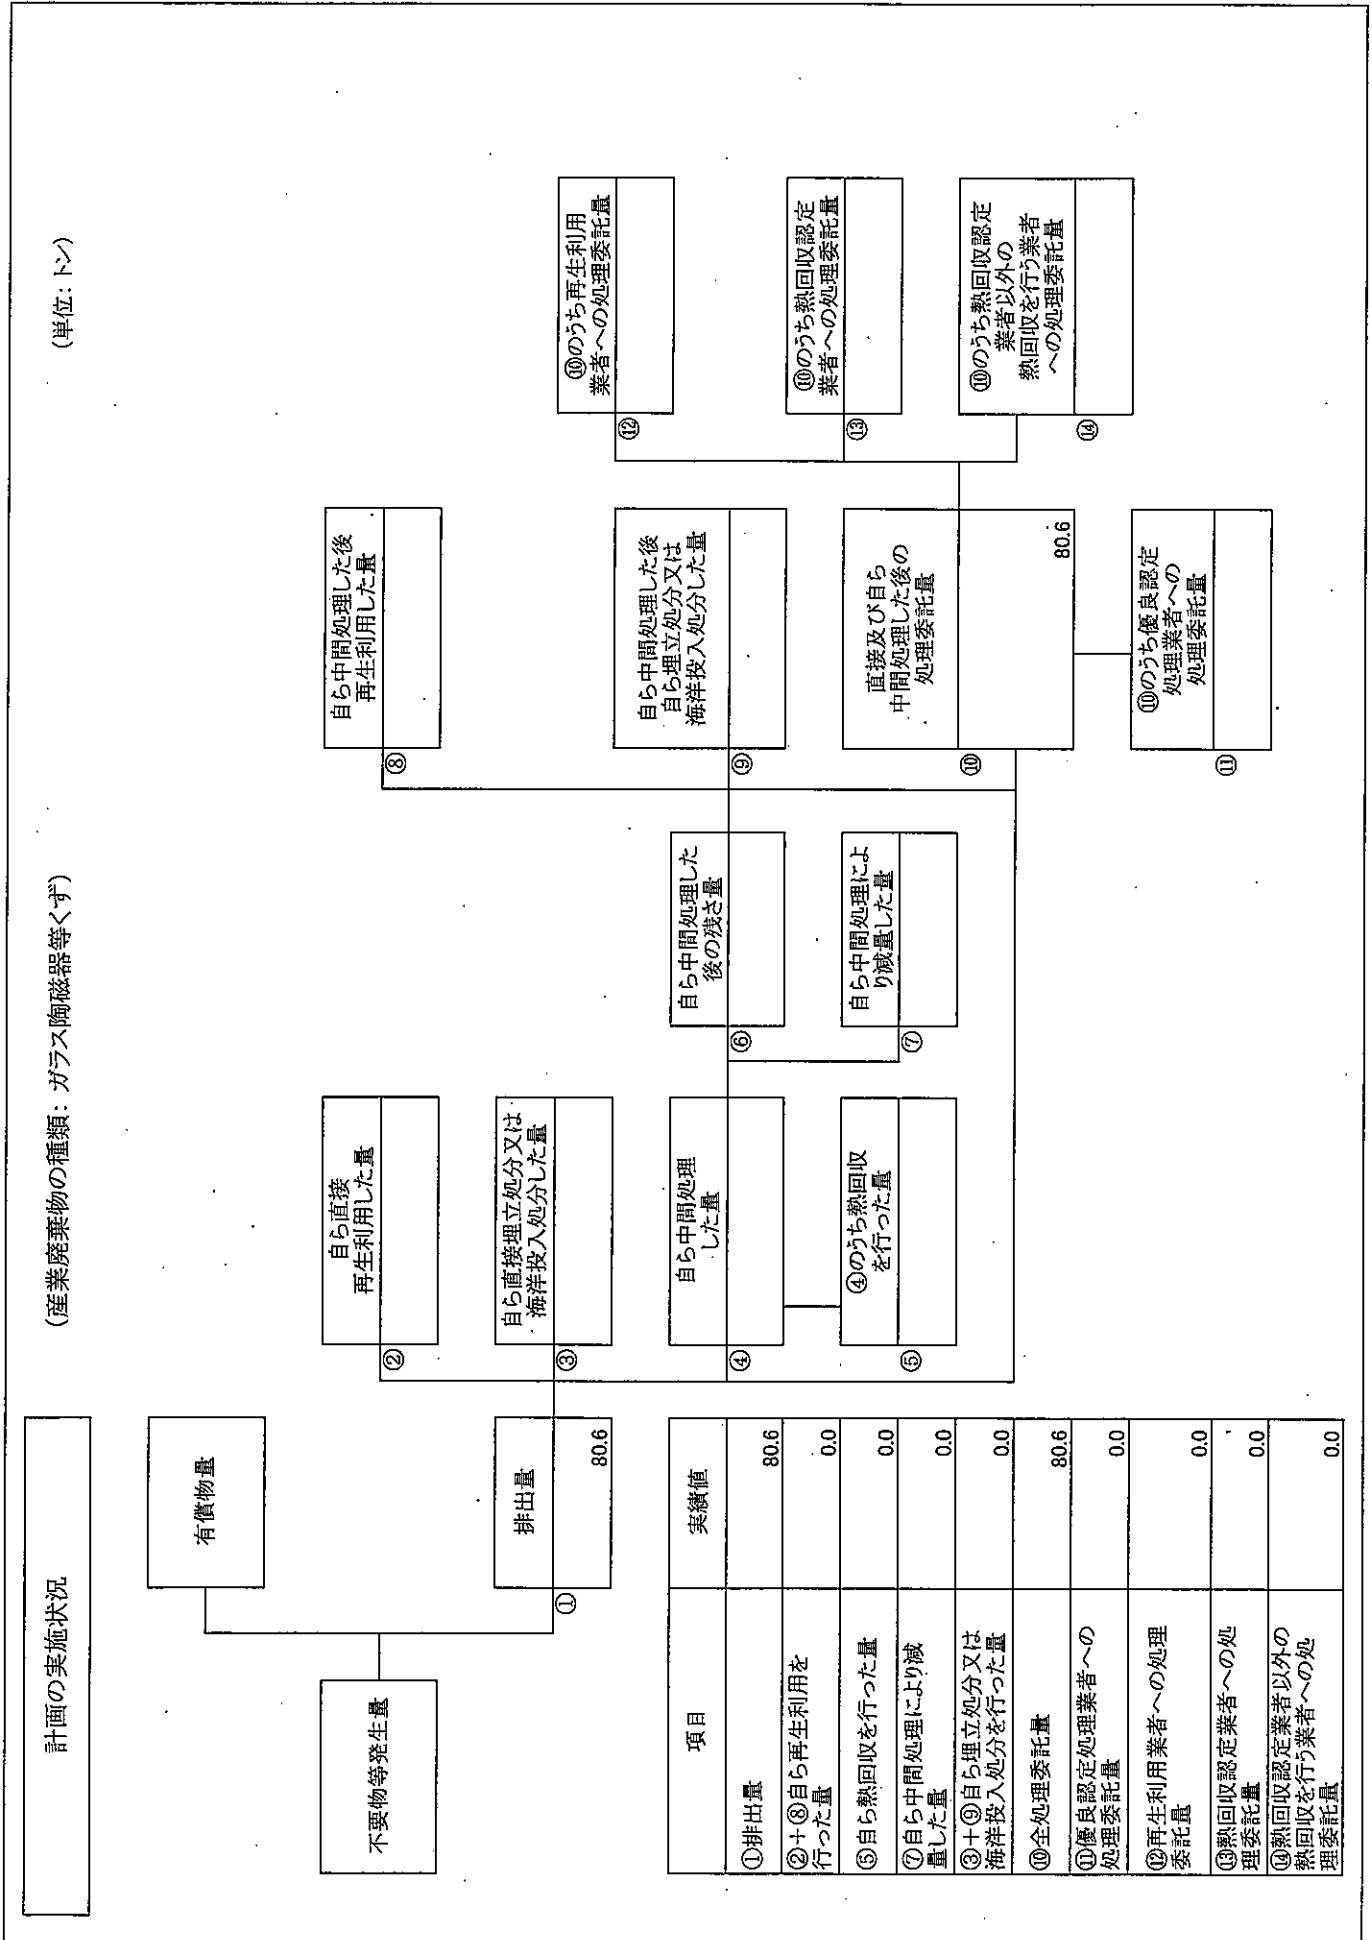 計画の実施状況
(産業廃棄物の種類：ガラス陶磁器等くず)
(単位：トン)
不要物等発生量
有償物量
①
排出量
80.6
②
自ら直接
再生利用した量
③
自ら直接埋立処分又は
海洋投入処分した量
④
自ら中間処理
した量
⑤
④のうち熱回収
を行った量
⑥
自ら中間処理した
後の残さ量
⑦
自ら中間処理によ
り減量した量
⑧
自ら中間処理した後
再生利用した量
⑨
自ら中間処理した後
自ら埋立処分又は
海洋投入処分した量
⑩
直接及び自ら
中間処理した後の
処理委託量
80.6
⑪
⑩のうち優良認定
処理業者への
処理委託量
⑫
⑩のうち再生利用
業者への処理委託量
⑬
⑩のうち熱回収認定
業者への処理委託量
⑭
⑩のうち熱回収認定
業者以外の
熱回収を行う業者
への処理委託量
項目 実績値
①排出量 80.6
②＋⑧自ら再生利用を
行った量 0.0
⑤自ら熱回収を行った量 0.0
⑦自ら中間処理により減
量した量 0.0
③＋⑨自ら埋立処分又は
海洋投入処分を行った量 0.0
⑩全処理委託量 80.6
⑪優良認定処理業者への
処理委託量 0.0
⑫再生利用業者への処理
委託量 0.0
⑬熱回収認定業者への処
理委託量 0.0
⑭熱回収認定業者以外の
熱回収を行う業者への処
理委託量 0.0